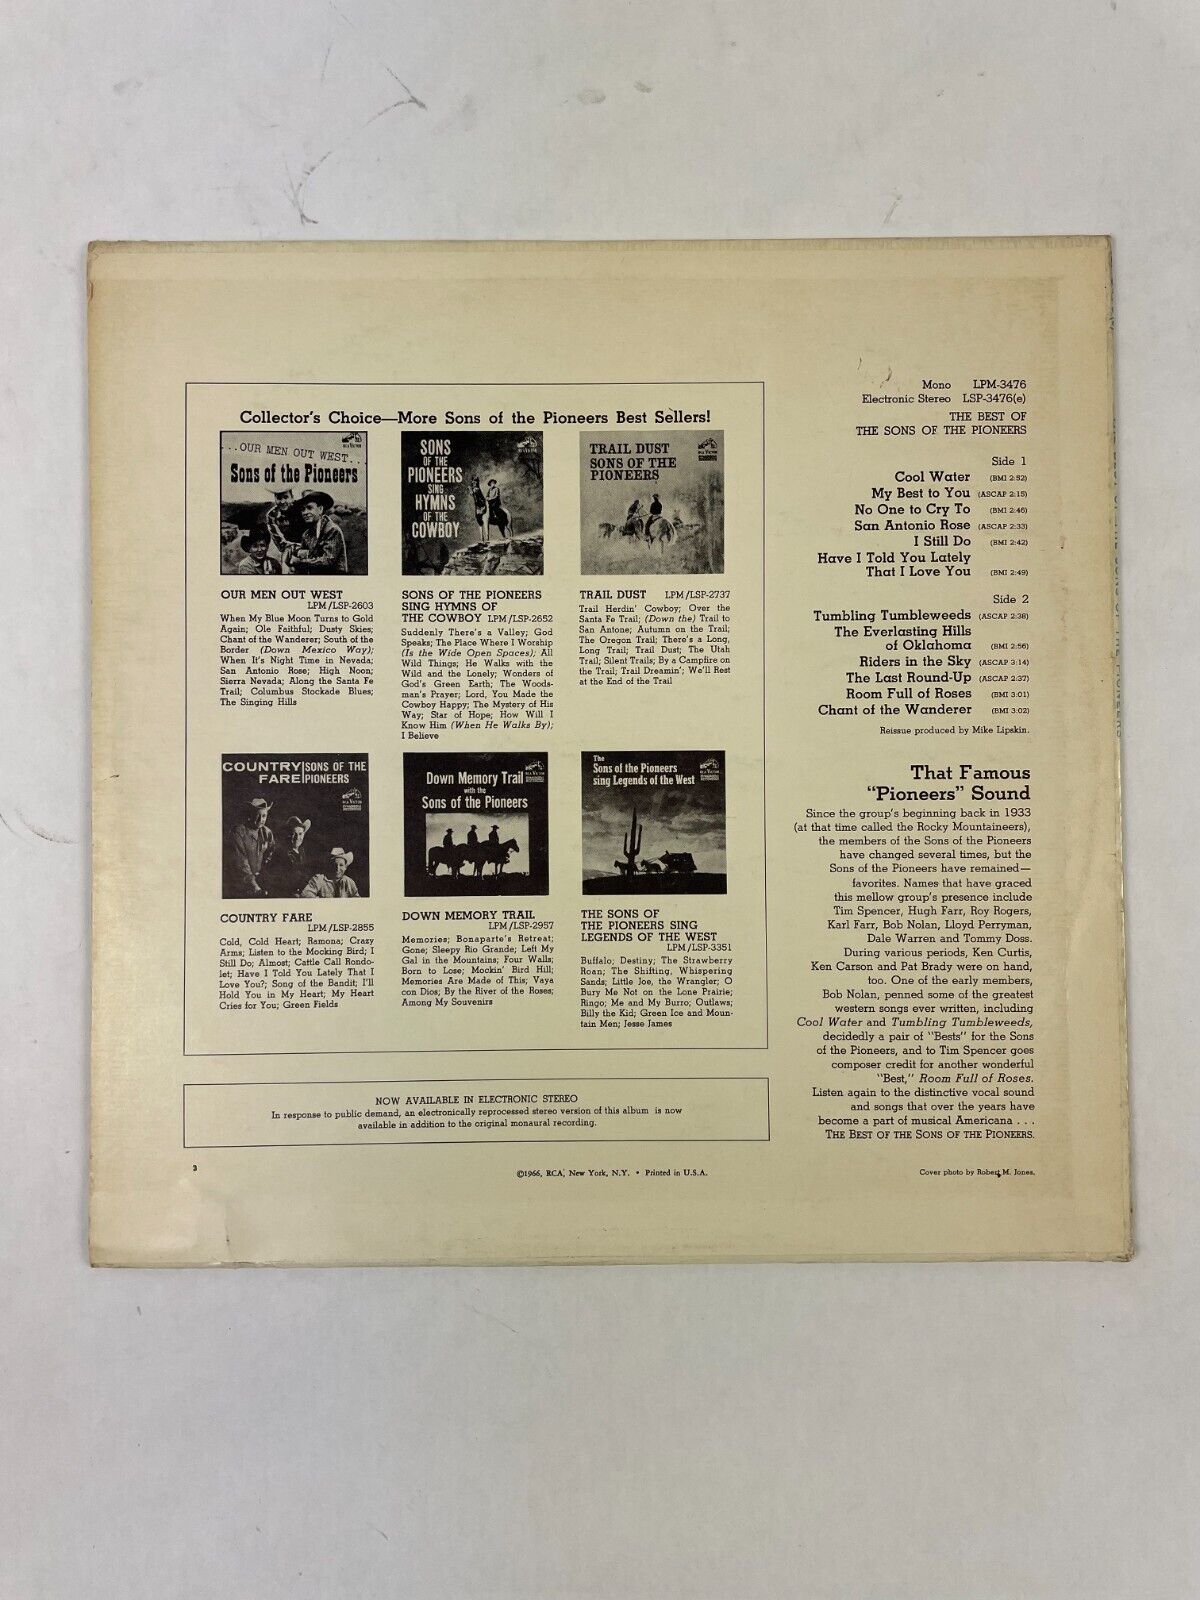 Collector's Choice—More Sons of the Pioneers Best Sellers!
...OUR MEN OUT WEST...
Sons of the Pioneers
SONS
OF THE
PIONEERS
SING
HYMNS
OF THE
COWBOY
TRAIL DUST
SONS OF THE
PIONEERS
OUR MEN OUT WEST
LPM/LSP-2603
When My Blue Moon Turns to Gold
Again; Ole Faithful; Dusty Skies;
Chant of the Wanderer; South of the
Border (Down Mexico Way);
When It's Night Time in Nevada;
San Antonio Rose; High Noon;
Sierra Nevada; Along the Santa Fe
Trail; Columbus Stockade Blues;
The Singing Hills
SONS OF THE PIONEERS
SING HYMNS OF
THE COWBOY LPM/LSP-2652
Suddenly There's a Valley; God
Speaks; The Place Where I Worship
(Is the Wide Open Spaces); All
Wild Things; He Walks with the
Wild and the Lonely; Wonders of
God's Green Earth; The Woods-
man's Prayer; Lord, You Made the
Cowboy Happy; The Mystery of His
Way; Star of Hope; How Will I
Know Him (When He Walks By);
I Believe
TRAIL DUST LPM/LSP-2737
Trail Herdin' Cowboy; Over the
Santa Fe Trail; (Down the) Trail to
San Antone; Autumn on the Trail;
The Oregon Trail; There's a Long,
Long Trail; Trail Dust; The Utah
Trail; Silent Trails; By a Campfire on
the Trail; Trail Dreamin'; We'll Rest
at the End of the Trail
COUNTRY FARE
SONS OF THE PIONEERS
Down Memory Trail
with the
Sons of the Pioneers
The
Sons of the Pioneers
sing Legends of the West
COUNTRY FARE
LPM/LSP-2855
Cold, Cold Heart; Ramona; Crazy
Arms; Listen to the Mocking Bird; I
Still Do; Almost; Cattle Call Rondo-
let; Have I Told You Lately That I
Love You?; Song of the Bandit; I'll
Hold You in My Heart; My Heart
Cries for You; Green Fields
DOWN MEMORY TRAIL
LPM/LSP-2957
Memories; Bonaparte's Retreat;
Gone; Sleepy Rio Grande; Left My
Gal in the Mountains; Four Walls;
Born to Lose; Mockin' Bird Hill;
Memories Are Made of This; Vaya
con Dios; By the River of the Roses;
Among My Souvenirs
THE SONS OF
THE PIONEERS SING
LEGENDS OF THE WEST
LPM/LSP-3351
Buffalo; Destiny; The Strawberry
Roan; The Shifting, Whispering
Sands; Little Joe, the Wrangler; O
Bury Me Not on the Lone Prairie;
Ringo; Me and My Burro; Outlaws;
Billy the Kid; Green Ice and Moun-
tain Men; Jesse James
NOW AVAILABLE IN ELECTRONIC STEREO
In response to public demand, an electronically reprocessed stereo version of this album is now
available in addition to the original monaural recording.
3
©1966, RCA, New York, N.Y. • Printed in U.S.A.
Mono LPM-3476
Electronic Stereo LSP-3476(e)
THE BEST OF
THE SONS OF THE PIONEERS
Side 1
Cool Water (BMI 2:52)
My Best to You (ASCAP 2:15)
No One to Cry To (BMI 2:46)
San Antonio Rose (ASCAP 2:33)
I Still Do (BMI 2:42)
Have I Told You Lately
That I Love You (BMI 2:49)
Side 2
Tumbling Tumbleweeds (ASCAP 2:38)
The Everlasting Hills
of Oklahoma (BMI 2:56)
Riders in the Sky (ASCAP 3:14)
The Last Round-Up (ASCAP 2:37)
Room Full of Roses (BMI 3:01)
Chant of the Wanderer (BMI 3:02)
Reissue produced by Mike Lipskin.
That Famous
"Pioneers" Sound
Since the group's beginning back in 1933
(at that time called the Rocky Mountaineers),
the members of the Sons of the Pioneers
have changed several times, but the
Sons of the Pioneers have remained—
favorites. Names that have graced
this mellow group's presence include
Tim Spencer, Hugh Farr, Roy Rogers,
Karl Farr, Bob Nolan, Lloyd Perryman,
Dale Warren and Tommy Doss.
During various periods, Ken Curtis,
Ken Carson and Pat Brady were on hand,
too. One of the early members,
Bob Nolan, penned some of the greatest
western songs ever written, including
Cool Water and Tumbling Tumbleweeds,
decidedly a pair of "Bests" for the Sons
of the Pioneers, and to Tim Spencer goes
composer credit for another wonderful
"Best," Room Full of Roses.
Listen again to the distinctive vocal sound
and songs that over the years have
become a part of musical Americana . . .
THE BEST OF THE SONS OF THE PIONEERS.
Cover photo by Robert M. Jones.